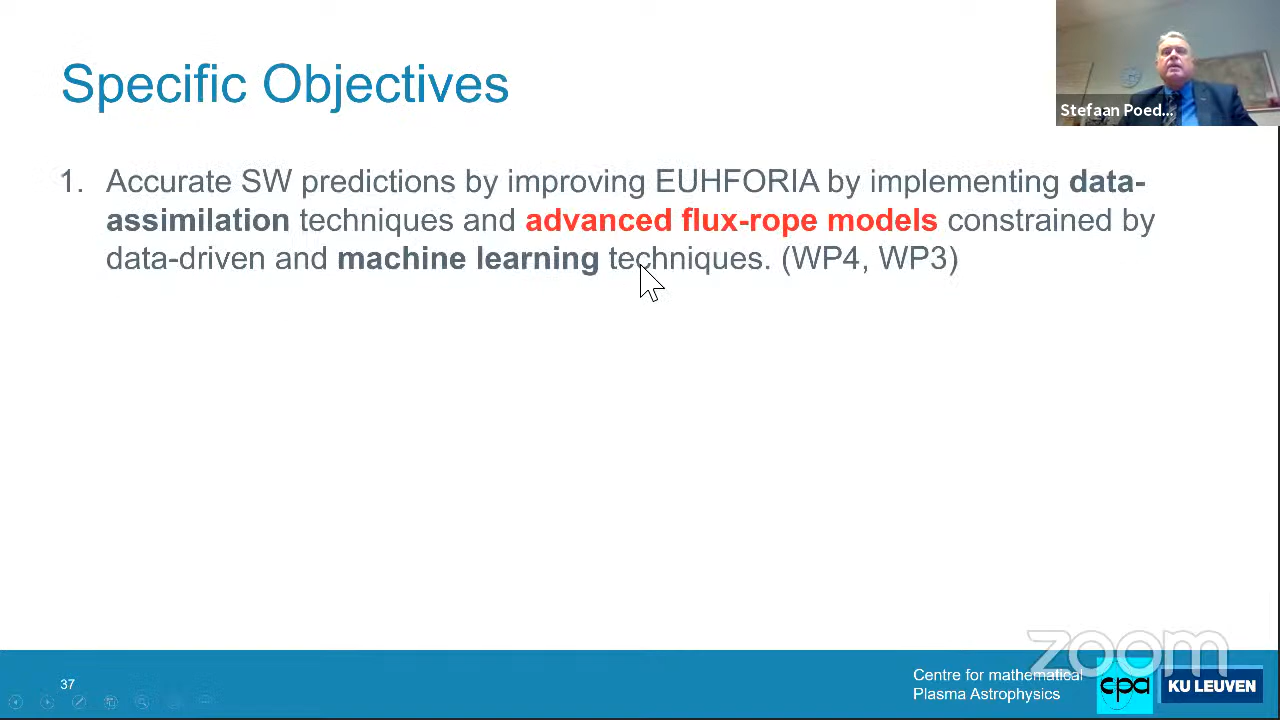 Specific Objectives
Stefaan Poed...
1. Accurate SW predictions by improving EUHFORIA by implementing data-
assimilation techniques and advanced flux-rope models constrained by
data-driven and machine learning techniques. (WP4, WP3)
zoom
37
Centre for mathematical
Plasma Astrophysics
cpa
KU LEUVEN